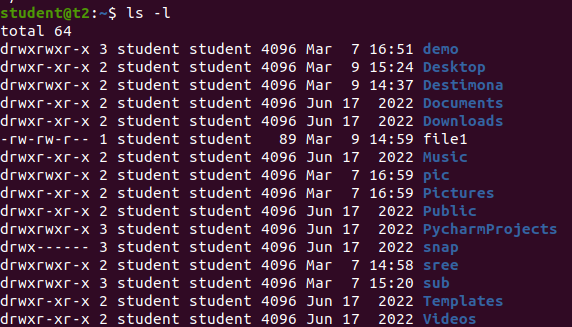 student@t2:~$ ls -l
total 64
drwxrwxr-x 3 student student 4096 Mar  7 16:51 demo
drwxr-xr-x 2 student student 4096 Mar  9 15:24 Desktop
drwxrwxr-x 2 student student 4096 Mar  9 14:37 Destimona
drwxr-xr-x 2 student student 4096 Jun 17  2022 Documents
drwxr-xr-x 2 student student 4096 Jun 17  2022 Downloads
-rw-rw-r-- 1 student student   89 Mar  9 14:59 file1
drwxr-xr-x 2 student student 4096 Jun 17  2022 Music
drwxrwxr-x 2 student student 4096 Mar  7 16:59 pic
drwxr-xr-x 2 student student 4096 Mar  7 16:59 Pictures
drwxr-xr-x 2 student student 4096 Jun 17  2022 Public
drwxrwxr-x 3 student student 4096 Jun 17  2022 PycharmProjects
drwx------ 3 student student 4096 Jun 17  2022 snap
drwxrwxr-x 2 student student 4096 Mar  7 14:58 sree
drwxrwxr-x 3 student student 4096 Mar  7 15:20 sub
drwxr-xr-x 2 student student 4096 Jun 17  2022 Templates
drwxr-xr-x 2 student student 4096 Jun 17  2022 Videos